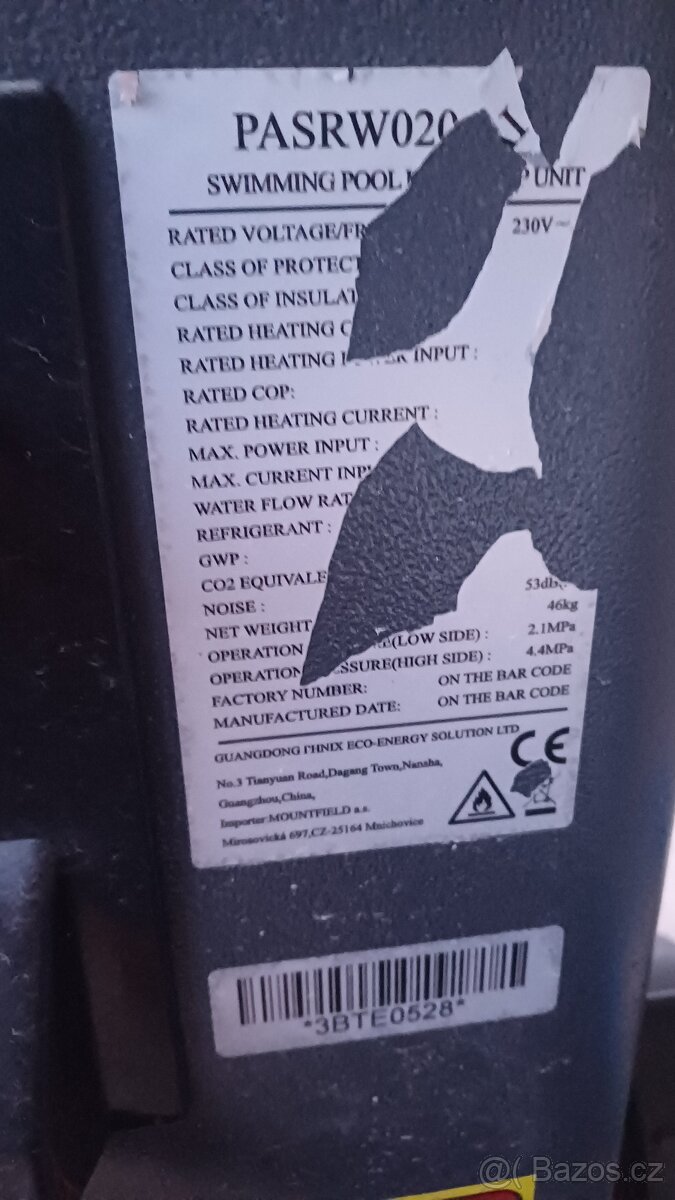 PASRW020
SWIMMING POOL P UNIT
RATED VOLTAGE/FR 230V~
CLASS OF PROTECT
CLASS OF INSULAT
RATED HEATING C
RATED HEATING INPUT :
RATED COP:
RATED HEATING CURRENT :
MAX. POWER INPUT :
MAX. CURRENT INP
WATER FLOW RAT
REFRIGERANT :
GWP :
CO2 EQUIVALE
NOISE : 53db
NET WEIGHT 46kg
OPERATION (LOW SIDE) : 2.1MPa
OPERATION SSURE(HIGH SIDE) : 4.4MPa
FACTORY NUMBER: ON THE BAR CODE
MANUFACTURED DATE: ON THE BAR CODE
GUANGDONG PHNIX ECO-ENERGY SOLUTION LTD
CE
No.3 Tianyuan Road,Dagang Town,Nansha,
Guangzhou,China,
Importer MOUNTFIELD a.s.
Mirosovická 697,CZ-25164 Mnichovice
*3BTE0528*
@( Bazos.cz